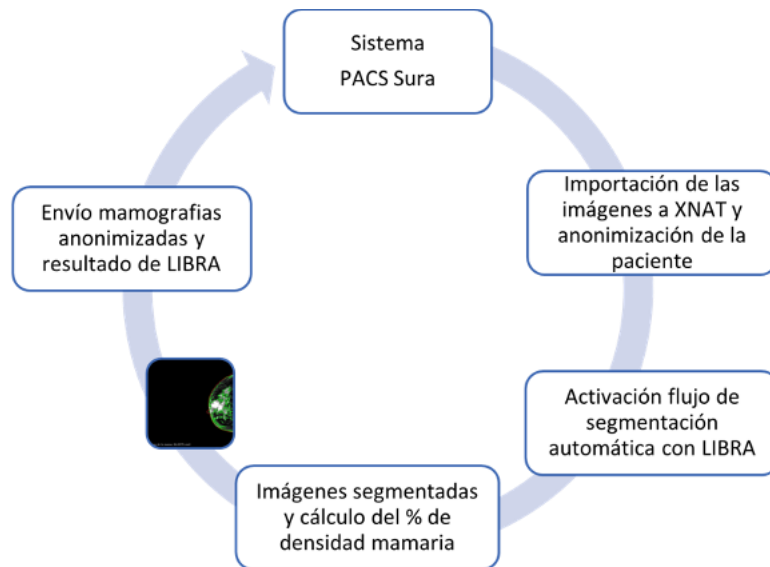 Sistema
PACS Sura
Importación de las
imágenes a XNAT y
anonimización de la
paciente
Activación flujo de
segmentación
automática con LIBRA
Imágenes segmentadas
y cálculo del % de
densidad mamaria
Envío mamografias
anonimizadas y
resultado de LIBRA